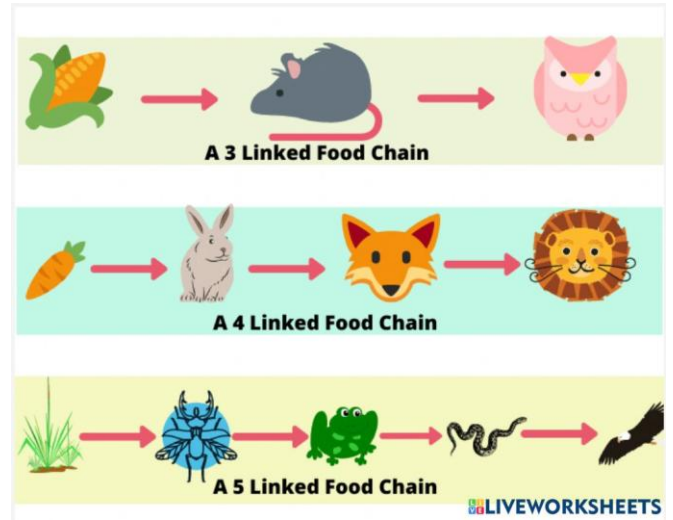 A 3 Linked Food Chain
A 4 Linked Food Chain
A 5 Linked Food Chain
LIVEWORKSHEETS